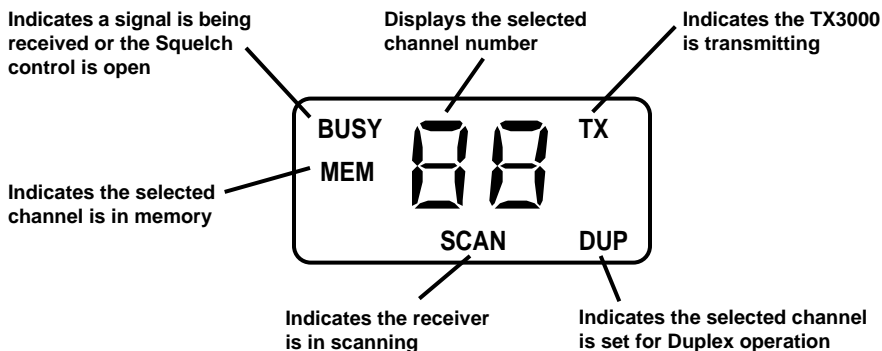 Indicates a signal is being
received or the Squelch
control is open
Displays the selected
channel number
Indicates the TX3000
is transmitting
BUSY
88
TX
MEM
Indicates the selected
channel is in memory
SCAN
DUP
Indicates the receiver
is in scanning
Indicates the selected channel
is set for Duplex operation